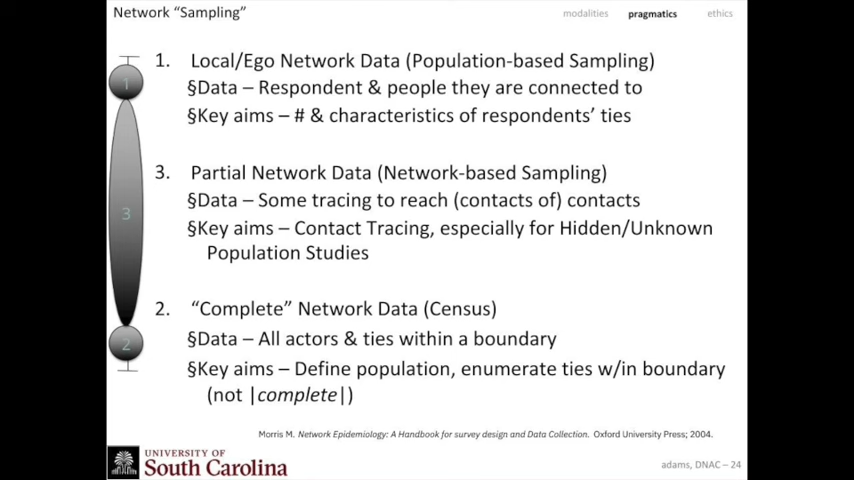 Network “Sampling”
modalities pragmatics ethics
1. Local/Ego Network Data (Population-based Sampling)
§Data – Respondent & people they are connected to
§Key aims – # & characteristics of respondents’ ties
3. Partial Network Data (Network-based Sampling)
§Data – Some tracing to reach (contacts of) contacts
§Key aims – Contact Tracing, especially for Hidden/Unknown
Population Studies
2. “Complete” Network Data (Census)
§Data – All actors & ties within a boundary
§Key aims – Define population, enumerate ties w/in boundary
(not |complete|)
1
3
2
Morris M. Network Epidemiology: A Handbook for survey design and Data Collection. Oxford University Press; 2004.
UNIVERSITY OF
South Carolina
adams, DNAC – 24